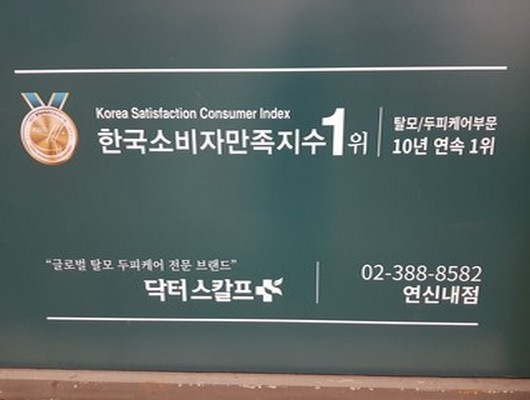 Korea Satisfaction Consumer Index
한국소비자만족지수1위
탈모/두피케어부문
10년 연속 1위
“글로벌 탈모 두피케어 전문 브랜드”
닥터스칼프
02-388-8582
연신내점